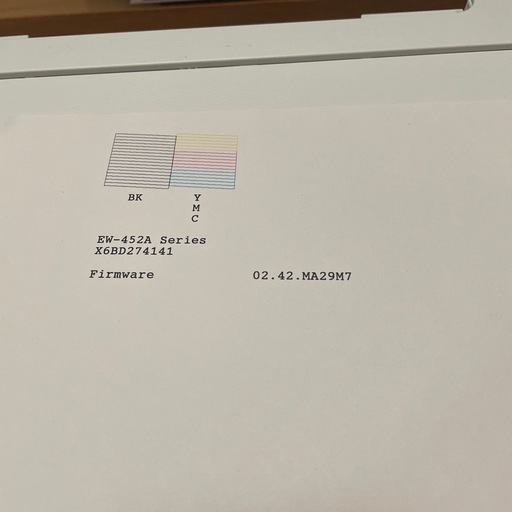 BK Y
M
C
EW-452A Series
X6BD274141
Firmware 02.42.MA29M7